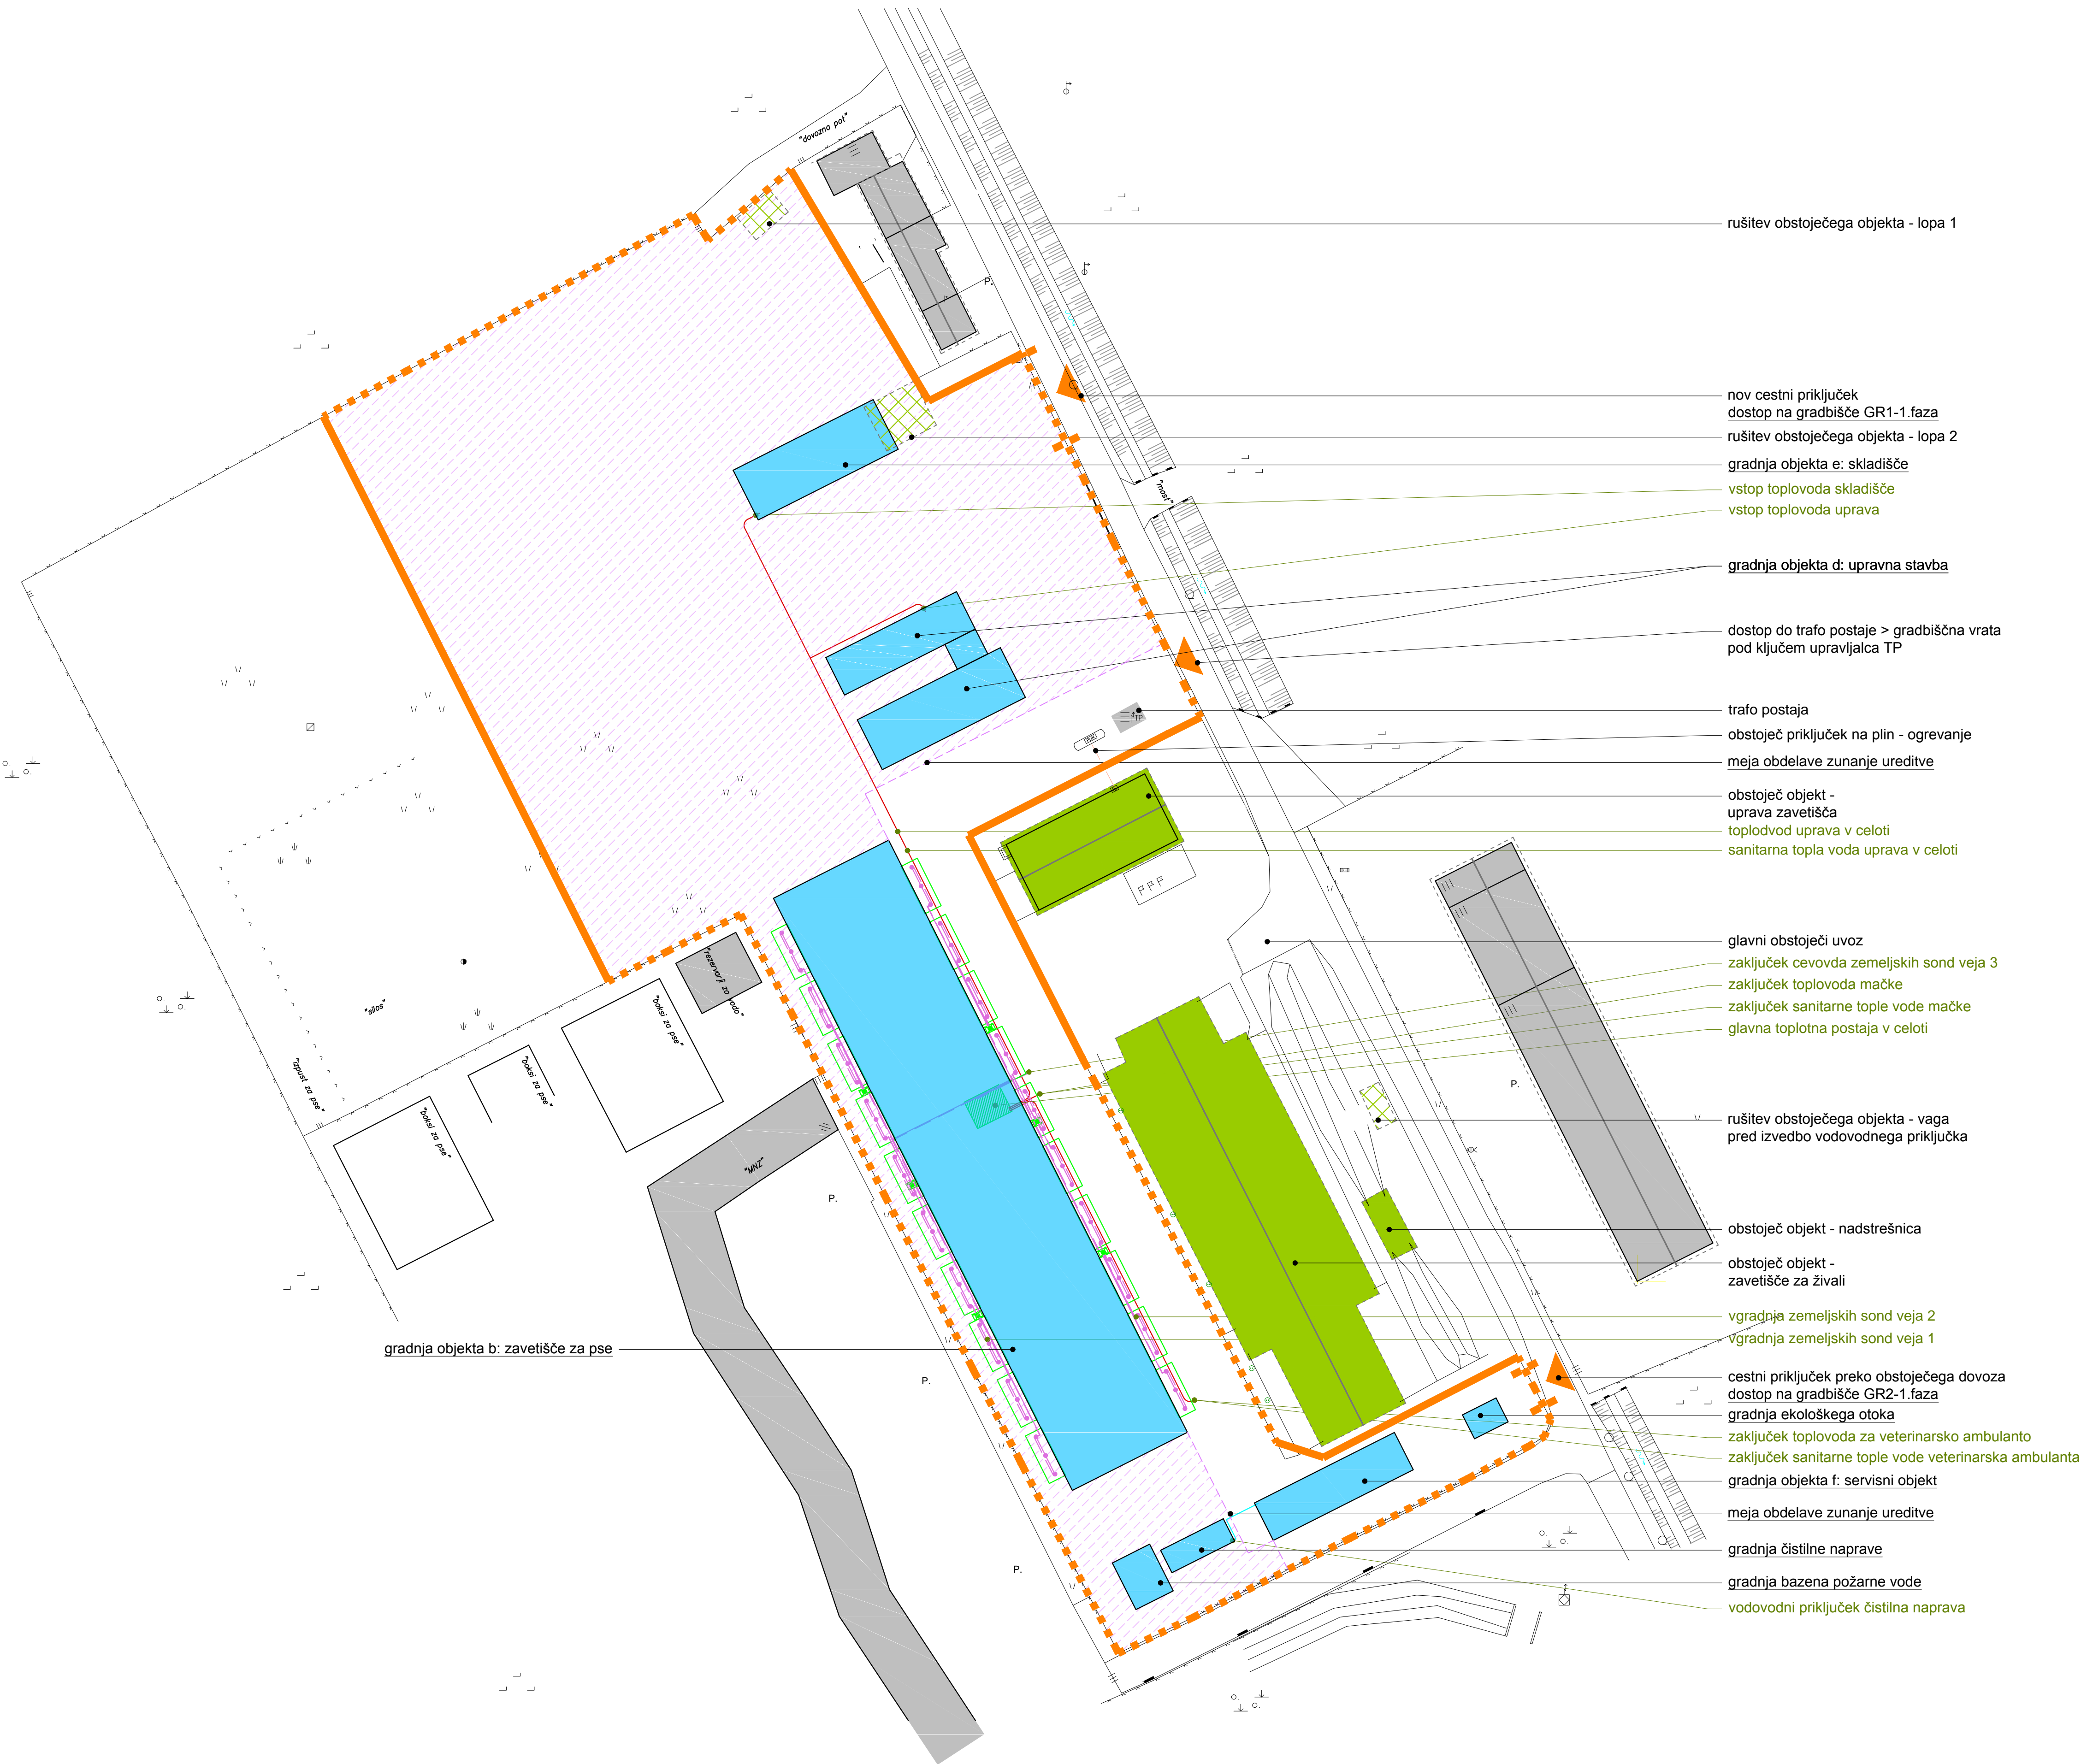 "dovozna pot"
rušitev obstoječega objekta - lopa 1
P.
nov cestni priključek
dostop na gradbišče GR1-1.faza
rušitev obstoječega objekta - lopa 2
gradnja objekta e: skladišče
"most"
vstop toplovoda skladišče
vstop toplovoda uprava
gradnja objekta d: upravna stavba
dostop do trafo postaje > gradbiščna vrata
pod ključem upravljalca TP
TP
trafo postaja
obstoječ priključek na plin - ogrevanje
meja obdelave zunanje ureditve
obstoječ objekt -
uprava zavetišča
toplodvod uprava v celoti
sanitarna topla voda uprava v celoti
glavni obstoječi uvoz
zaključek cevovda zemeljskih sond veja 3
zaključek toplovoda mačke
zaključek sanitarne tople vode mačke
glavna toplotna postaja v celoti
"rezervarji za vodo"
"silos"
"boksi za pse"
"boksi za pse"
"izpust za pse"
"boksi za pse"
P.
rušitev obstoječega objekta - vaga
pred izvedbo vodovodnega priključka
"MNZ"
P.
obstoječ objekt - nadstrešnica
obstoječ objekt -
zavetišče za živali
vgradnja zemeljskih sond veja 2
vgradnja zemeljskih sond veja 1
gradnja objekta b: zavetišče za pse
P.
cestni priključek preko obstoječega dovoza
dostop na gradbišče GR2-1.faza
gradnja ekološkega otoka
zaključek toplovoda za veterinarsko ambulanto
zaključek sanitarne tople vode veterinarska ambulanta
gradnja objekta f: servisni objekt
meja obdelave zunanje ureditve
gradnja čistilne naprave
P.
gradnja bazena požarne vode
vodovodni priključek čistilna naprava